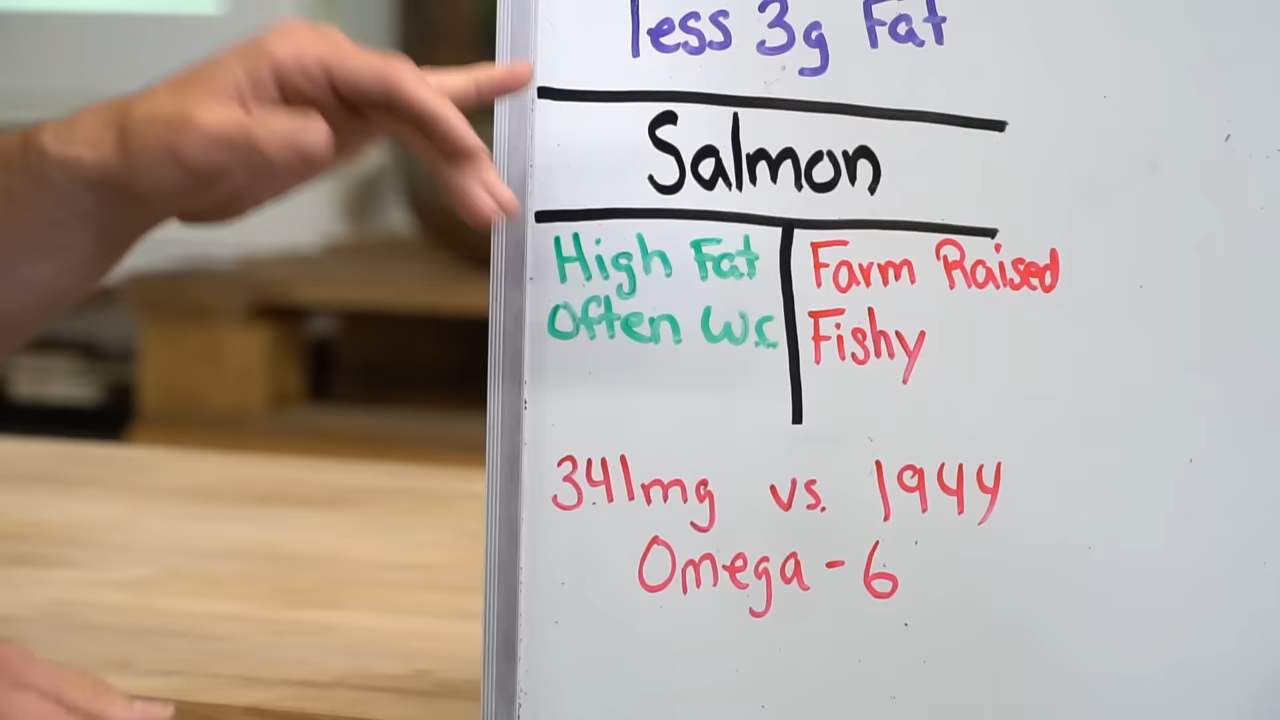 less 3g Fat
Salmon
High Fat
Often W.C
Farm Raised
Fishy
341mg vs. 1944
Omega-6